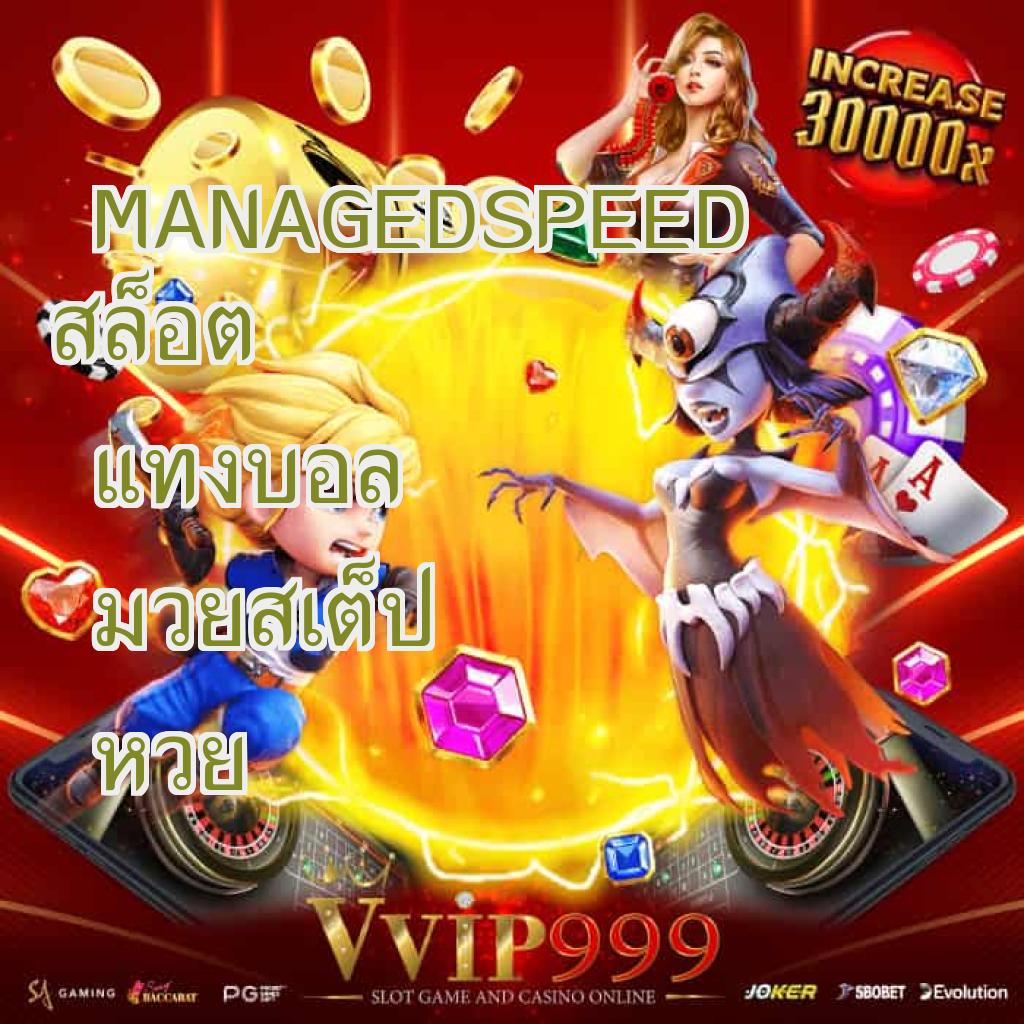 INCREASE
30000x
MANAGEDSPEED
สล็อต
แทงบอล
มวยสเต็ป
หวย
A
A
VVIP999
SLOT GAME AND CASINO ONLINE
SA GAMING
Sexy
BACCARAT
PG
JOKER
SBOBET
Evolution